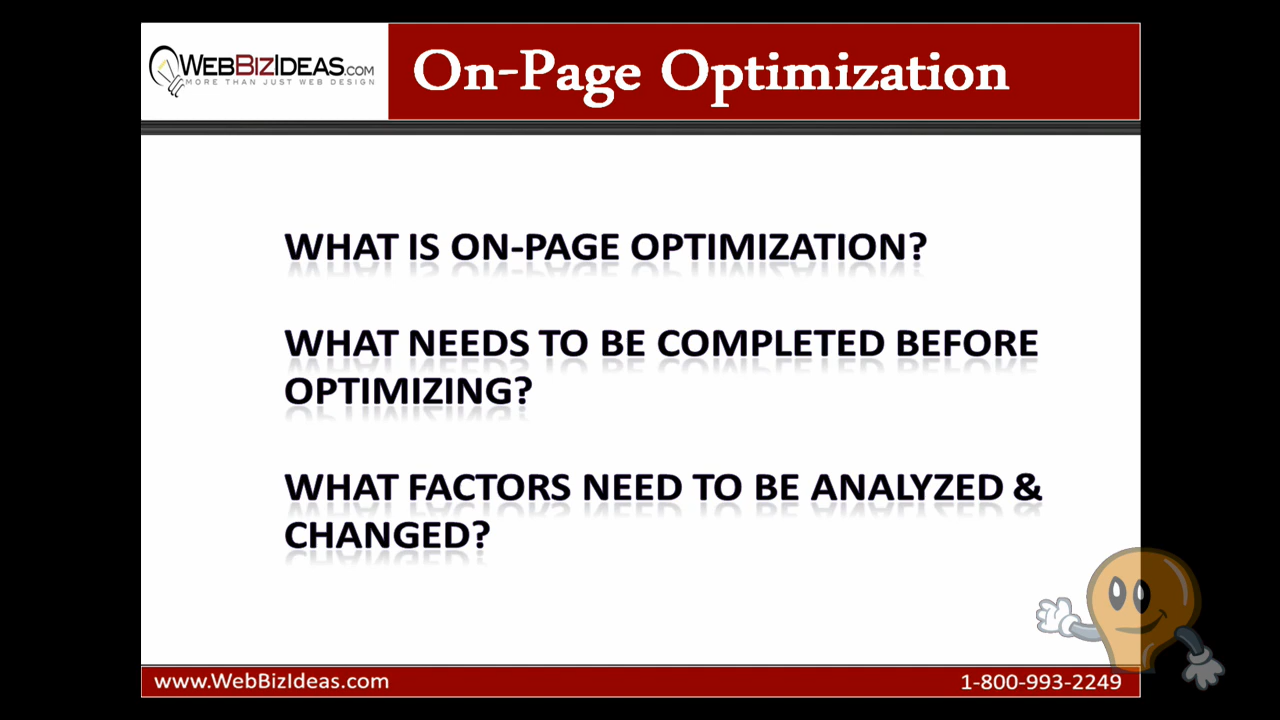 WEBBIZIDEAS.COM
MORE THAN JUST WEB DESIGN
On-Page Optimization
WHAT IS ON-PAGE OPTIMIZATION?
WHAT NEEDS TO BE COMPLETED BEFORE
OPTIMIZING?
WHAT FACTORS NEED TO BE ANALYZED &
CHANGED?
www.WebBizIdeas.com
1-800-993-2249